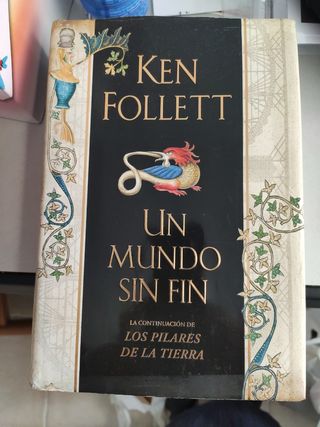 KEN
FOLLETT
UN
MUNDO
SIN FIN
LA CONTINUACIÓN DE
LOS PILARES
DE LA TIERRA